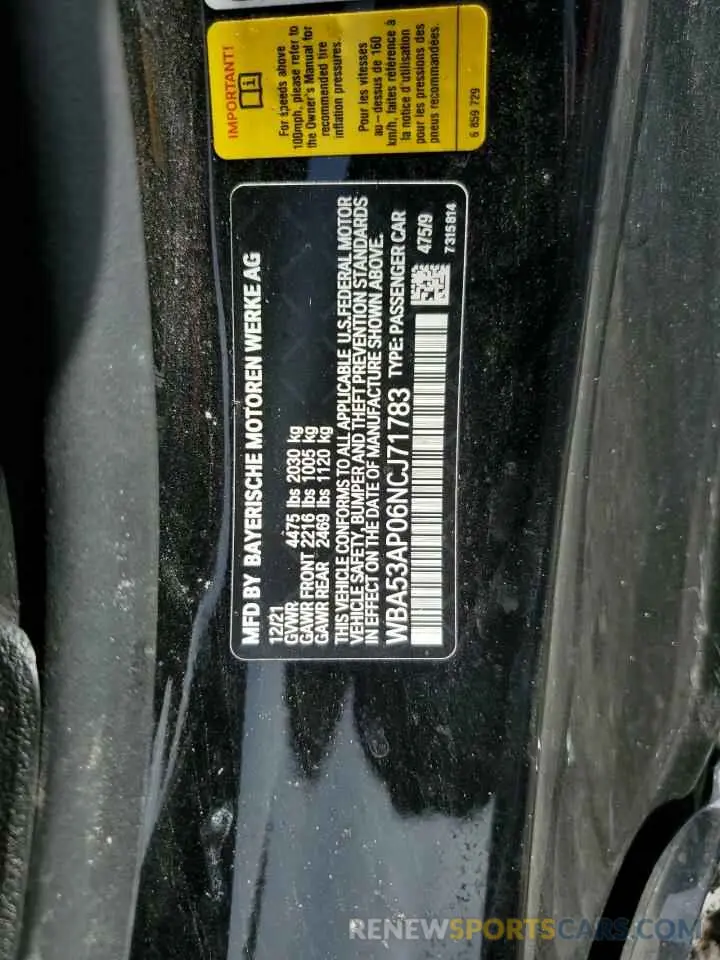 IMPORTANT!
For speeds above
100mph, please refer to
the Owner's Manual for
recommended tire
inflation pressures.
Pour les vitesses
au-dessus de 160
km/h, faites référence à
la notice d'utilisation
pour les pressions des
pneus recommandées.
6 859 729
MFD BY BAYERISCHE MOTOREN WERKE AG
12/21
GVWR 4475 lbs 2030 kg
GAWR FRONT 2216 lbs 1005 kg
GAWR REAR 2469 lbs 1120 kg
THIS VEHICLE CONFORMS TO ALL APPLICABLE U.S. FEDERAL MOTOR
VEHICLE SAFETY, BUMPER AND THEFT PREVENTION STANDARDS
IN EFFECT ON THE DATE OF MANUFACTURE SHOWN ABOVE.
WBA53AP06NCJ71783 TYPE: PASSENGER CAR
475/9
7315814
RENEWSPORTSCARS.COM